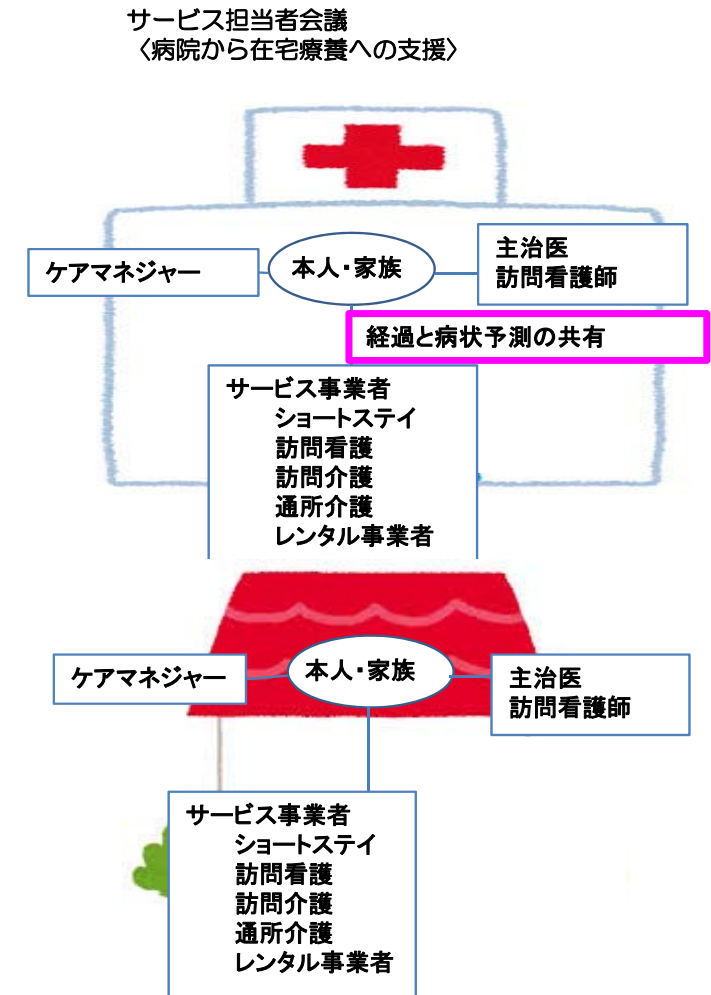 サービス担当者会議
〈病院から在宅療養への支援〉
ケアマネジャー
本人・家族
主治医
訪問看護師
経過と病状予測の共有
サービス事業者
ショートステイ
訪問看護
訪問介護
通所介護
レンタル事業者
ケアマネジャー
本人・家族
主治医
訪問看護師
サービス事業者
ショートステイ
訪問看護
訪問介護
通所介護
レンタル事業者